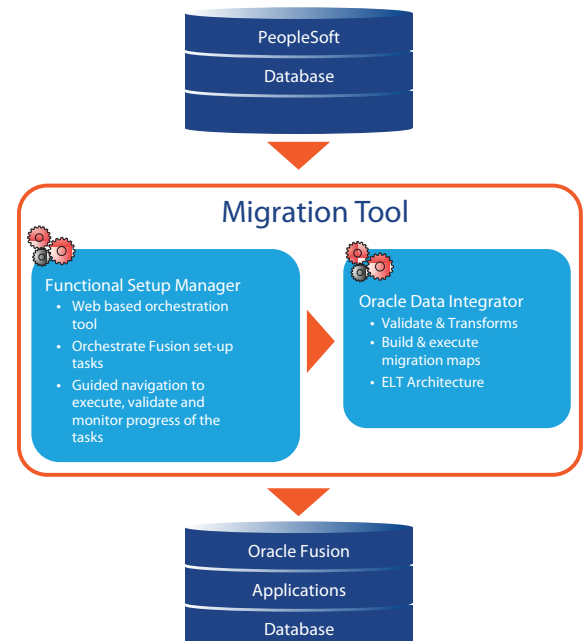 PeopleSoft
Database
Migration Tool
Functional Setup Manager
• Web based orchestration
tool
• Orchestrate Fusion set-up
tasks
• Guided navigation to
execute, validate and
monitor progress of the
tasks
Oracle Data Integrator
• Validate & Transforms
• Build & execute
migration maps
• ELT Architecture
Oracle Fusion
Applications
Database